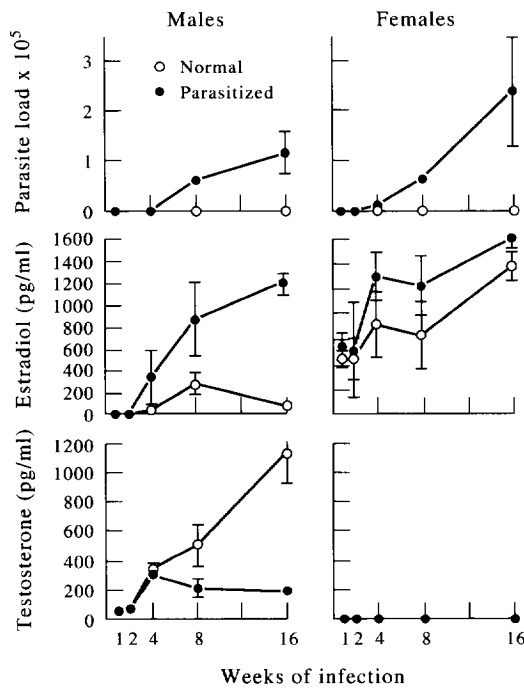 Males
Females
Parasite load x 10⁵
3
2
1
0
Normal
Parasitized
Estradiol (pg/ml)
1600
1400
1200
1000
800
600
400
200
0
Testosterone (pg/ml)
1200
1000
800
600
400
200
0
1 2 4 8 16
1 2 4 8 16
Weeks of infection